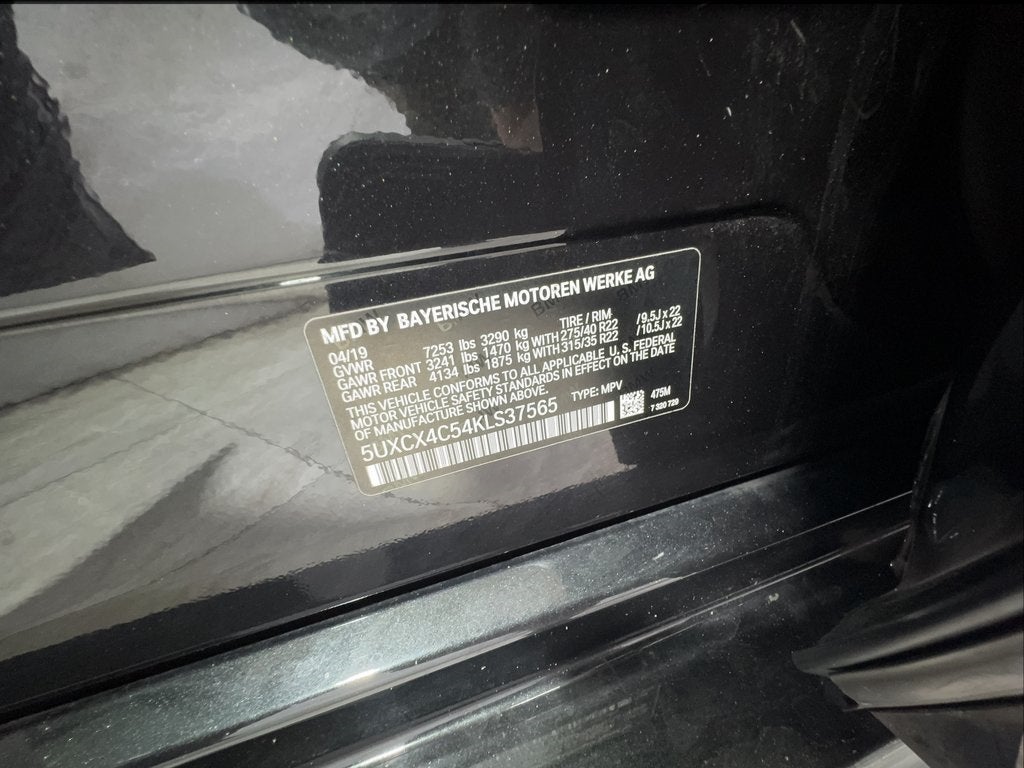 MFD BY BAYERISCHE MOTOREN WERKE AG
04/19 TIRE / RIM
GVWR 7253 lbs 3290 kg
GAWR FRONT 3241 lbs 1470 kg WITH 275/40 R22 /9.5J x 22
GAWR REAR 4134 lbs 1875 kg WITH 315/35 R22 /10.5J x 22
THIS VEHICLE CONFORMS TO ALL APPLICABLE U.S. FEDERAL
MOTOR VEHICLE SAFETY STANDARDS IN EFFECT ON THE DATE
OF MANUFACTURE SHOWN ABOVE.
TYPE: MPV 475M
5UXCX4C54KLS37565
7 320 729